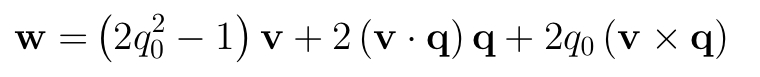 w = (2q₀² − 1) v + 2 (v · q) q + 2q₀ (v × q)